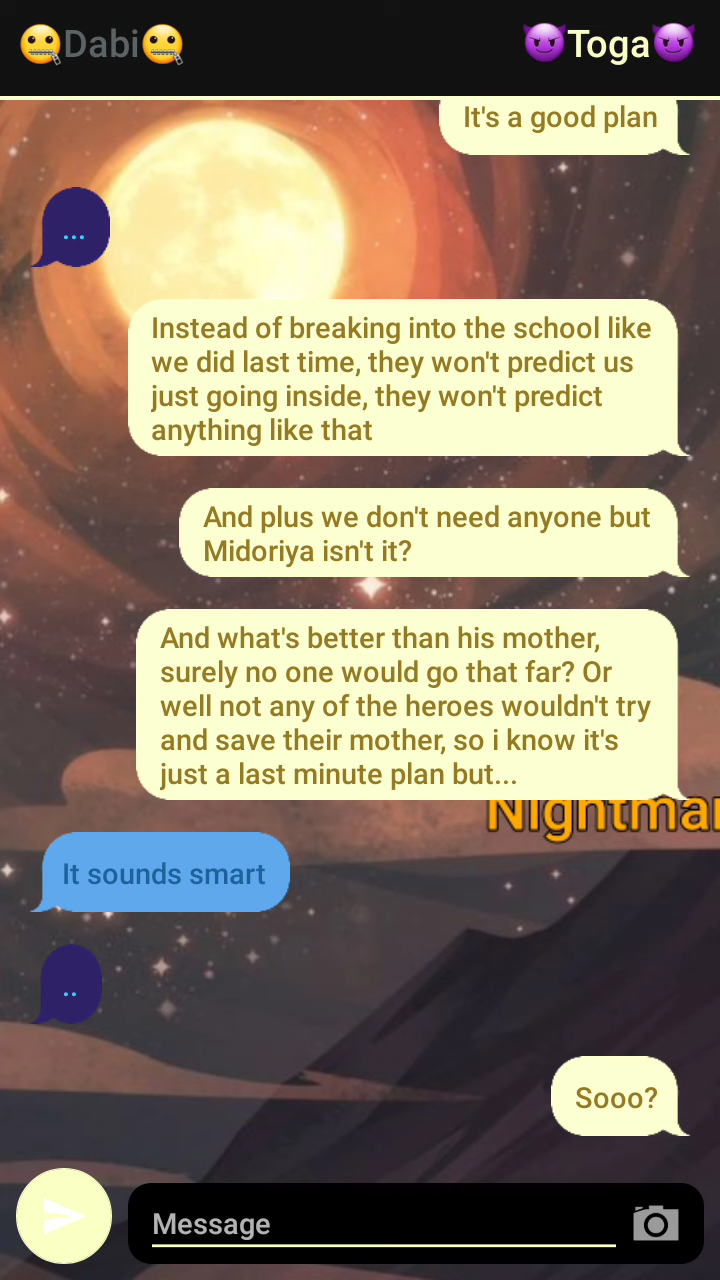 🤐Dabi🤐
😈Toga😈
It's a good plan
...
Instead of breaking into the school like
we did last time, they won't predict us
just going inside, they won't predict
anything like that
And plus we don't need anyone but
Midoriya isn't it?
And what's better than his mother,
surely no one would go that far? Or
well not any of the heroes wouldn't try
and save their mother, so i know it's
just a last minute plan but...
It sounds smart
..
Sooo?
Message